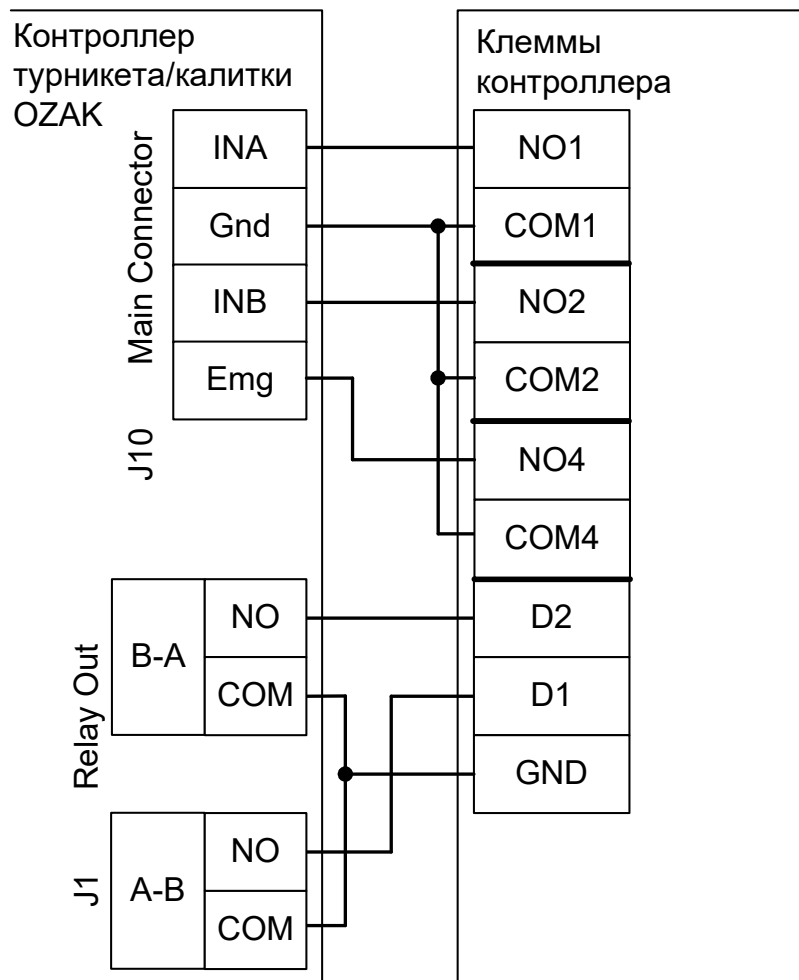 Контроллер
турникета/калитки
OZAK
Main Connector
J10
INA
Gnd
INB
Emg
Relay Out
J1
B-A
NO
COM
A-B
NO
COM
Клеммы
контроллера
NO1
COM1
NO2
COM2
NO4
COM4
D2
D1
GND